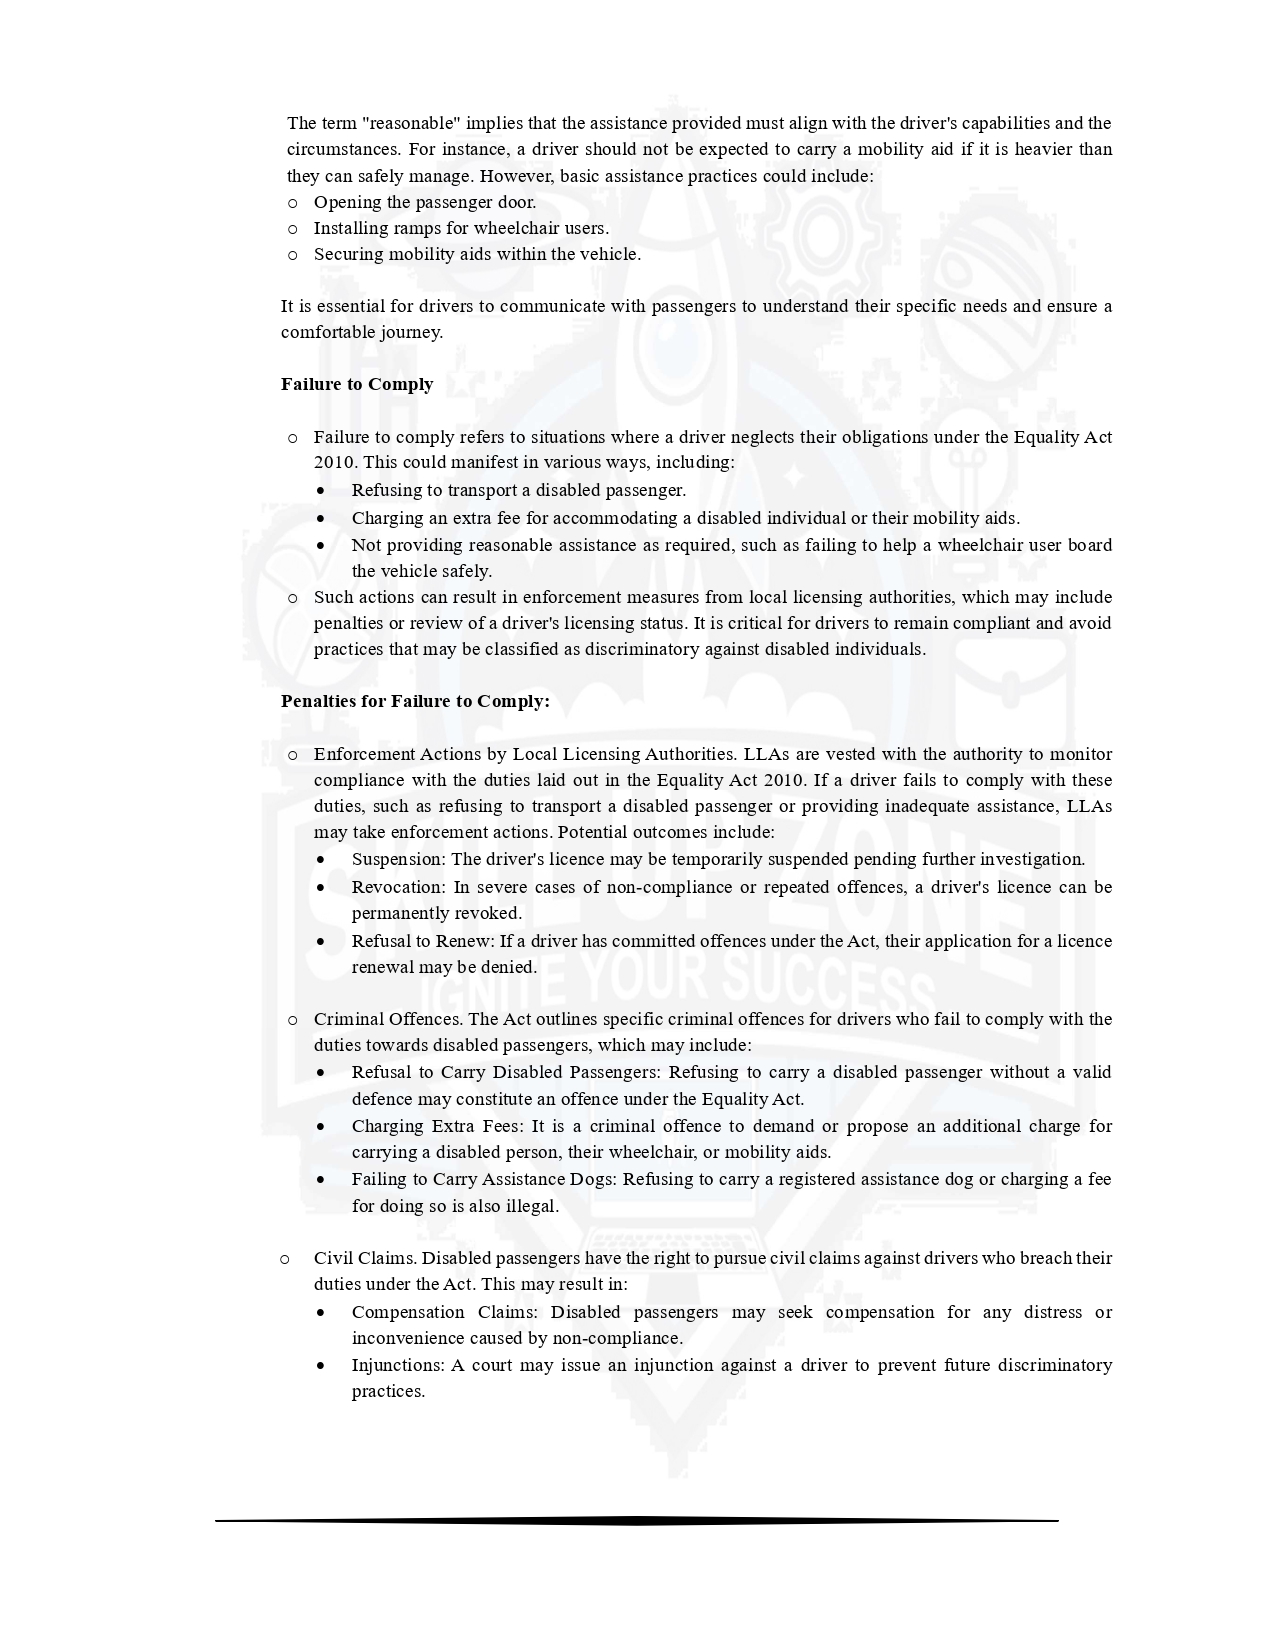 The term "reasonable" implies that the assistance provided must align with the driver's capabilities and the
circumstances. For instance, a driver should not be expected to carry a mobility aid if it is heavier than
they can safely manage. However, basic assistance practices could include:
o Opening the passenger door.
o Installing ramps for wheelchair users.
o Securing mobility aids within the vehicle.
It is essential for drivers to communicate with passengers to understand their specific needs and ensure a
comfortable journey.
Failure to Comply
o Failure to comply refers to situations where a driver neglects their obligations under the Equality Act
2010. This could manifest in various ways, including:
• Refusing to transport a disabled passenger.
• Charging an extra fee for accommodating a disabled individual or their mobility aids.
• Not providing reasonable assistance as required, such as failing to help a wheelchair user board
the vehicle safely.
o Such actions can result in enforcement measures from local licensing authorities, which may include
penalties or review of a driver's licensing status. It is critical for drivers to remain compliant and avoid
practices that may be classified as discriminatory against disabled individuals.
Penalties for Failure to Comply:
o Enforcement Actions by Local Licensing Authorities. LLAs are vested with the authority to monitor
compliance with the duties laid out in the Equality Act 2010. If a driver fails to comply with these
duties, such as refusing to transport a disabled passenger or providing inadequate assistance, LLAs
may take enforcement actions. Potential outcomes include:
• Suspension: The driver's licence may be temporarily suspended pending further investigation.
• Revocation: In severe cases of non-compliance or repeated offences, a driver's licence can be
permanently revoked.
• Refusal to Renew: If a driver has committed offences under the Act, their application for a licence
renewal may be denied.
o Criminal Offences. The Act outlines specific criminal offences for drivers who fail to comply with the
duties towards disabled passengers, which may include:
• Refusal to Carry Disabled Passengers: Refusing to carry a disabled passenger without a valid
defence may constitute an offence under the Equality Act.
• Charging Extra Fees: It is a criminal offence to demand or propose an additional charge for
carrying a disabled person, their wheelchair, or mobility aids.
• Failing to Carry Assistance Dogs: Refusing to carry a registered assistance dog or charging a fee
for doing so is also illegal.
o Civil Claims. Disabled passengers have the right to pursue civil claims against drivers who breach their
duties under the Act. This may result in:
• Compensation Claims: Disabled passengers may seek compensation for any distress or
inconvenience caused by non-compliance.
• Injunctions: A court may issue an injunction against a driver to prevent future discriminatory
practices.
SKILL UP ZONE
IGNITE YOUR SUCCESS